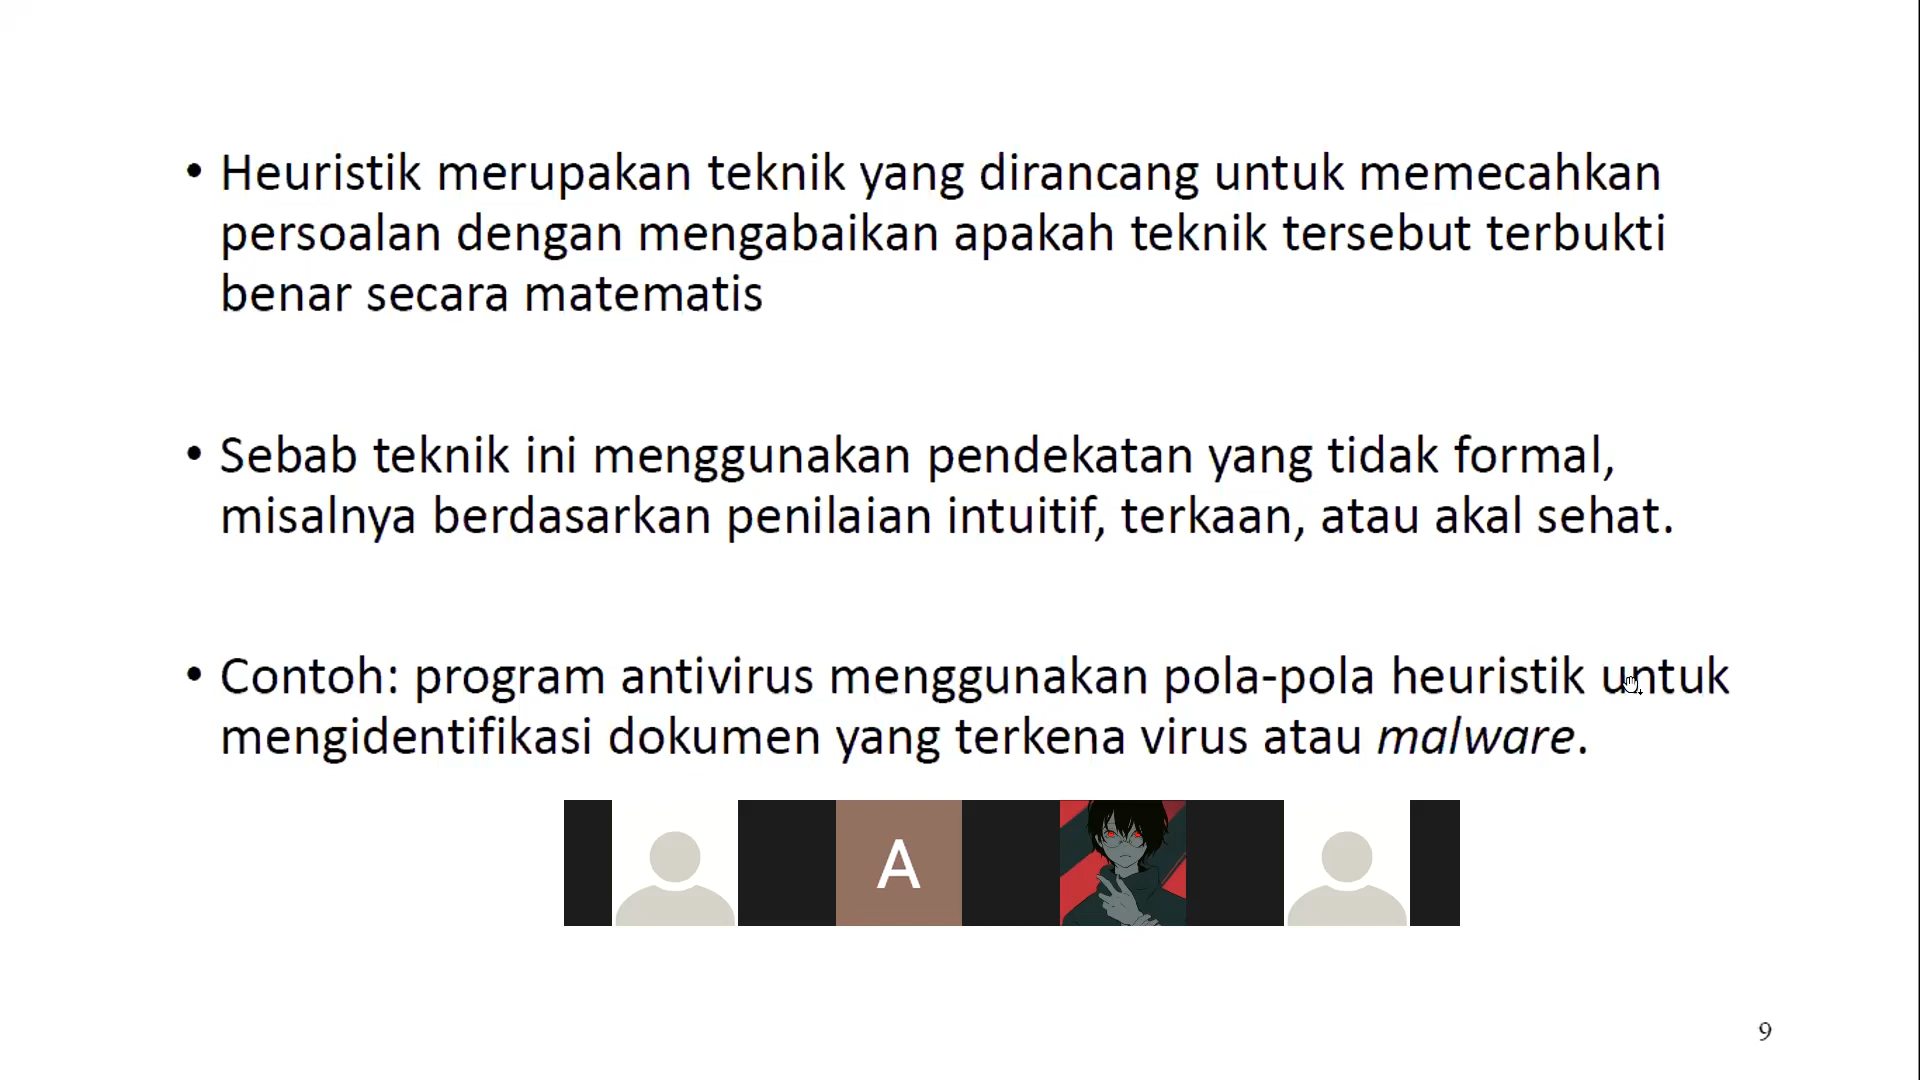 • Heuristik merupakan teknik yang dirancang untuk memecahkan
persoalan dengan mengabaikan apakah teknik tersebut terbukti
benar secara matematis
• Sebab teknik ini menggunakan pendekatan yang tidak formal,
misalnya berdasarkan penilaian intuitif, terkaan, atau akal sehat.
• Contoh: program antivirus menggunakan pola-pola heuristik untuk
mengidentifikasi dokumen yang terkena virus atau malware.
A
9